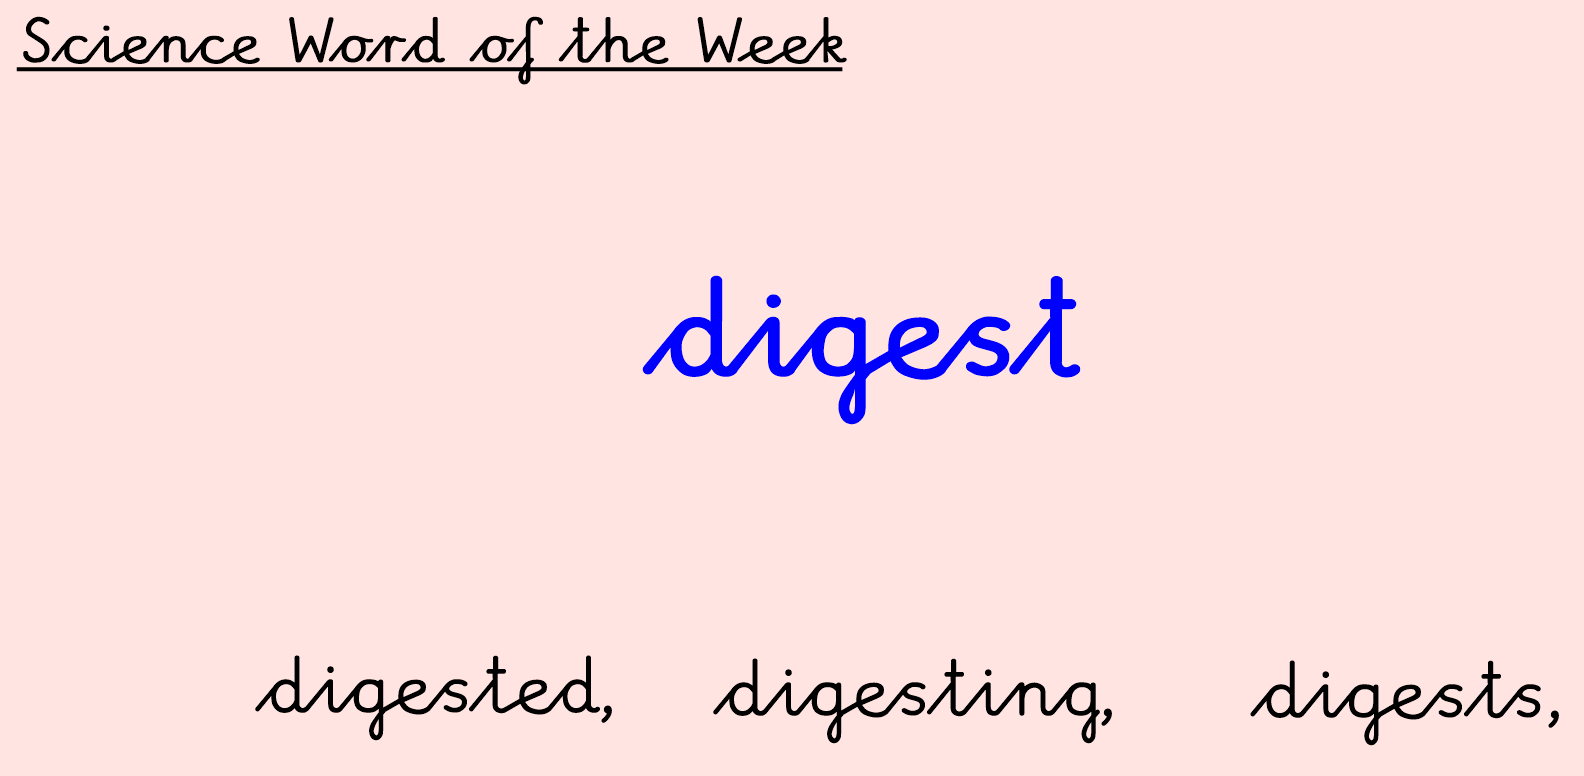 Science Word of the Week
digest
digested, digesting, digests,